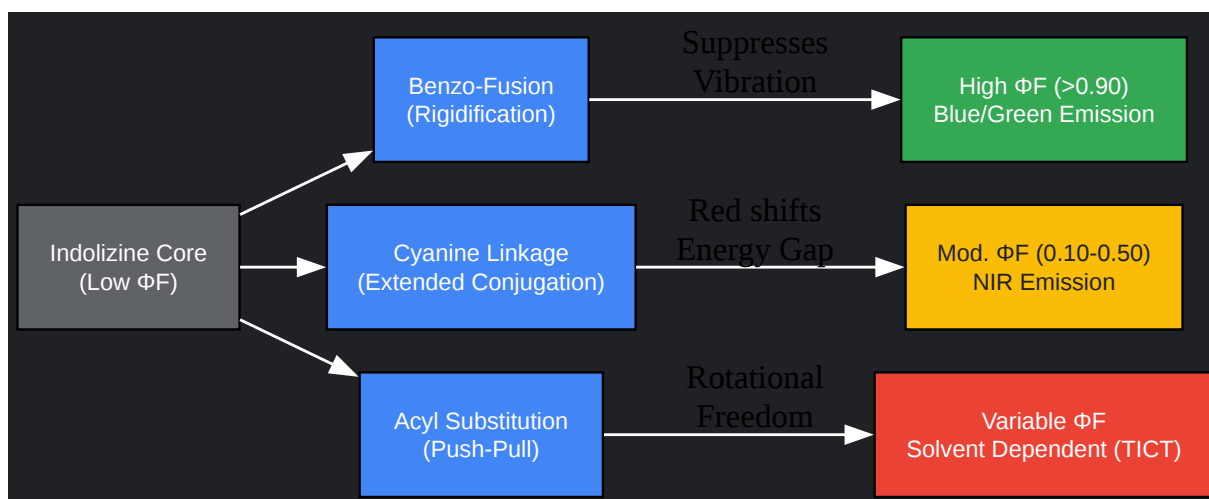 Indolizine Core
(Low ΦF)
Benzo-Fusion
(Rigidification)
Suppresses
Vibration
High ΦF (>0.90)
Blue/Green Emission
Cyanine Linkage
(Extended Conjugation)
Red shifts
Energy Gap
Mod. ΦF (0.10-0.50)
NIR Emission
Acyl Substitution
(Push-Pull)
Rotational
Freedom
Variable ΦF
Solvent Dependent (TICT)